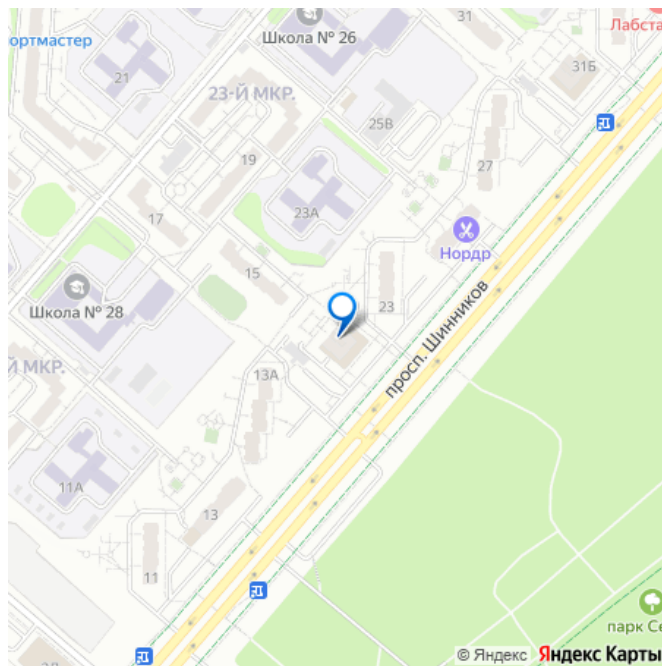 31
Лабста
Школа № 26
ортмастер
21
31Б
23-Й МКР.
25В
19
27
23А
17
Нордр
15
Школа № 28
23
просп. Шинников
Й МКР.
13А
11А
13
11
парк Се
© Яндекс Яндекс Карты